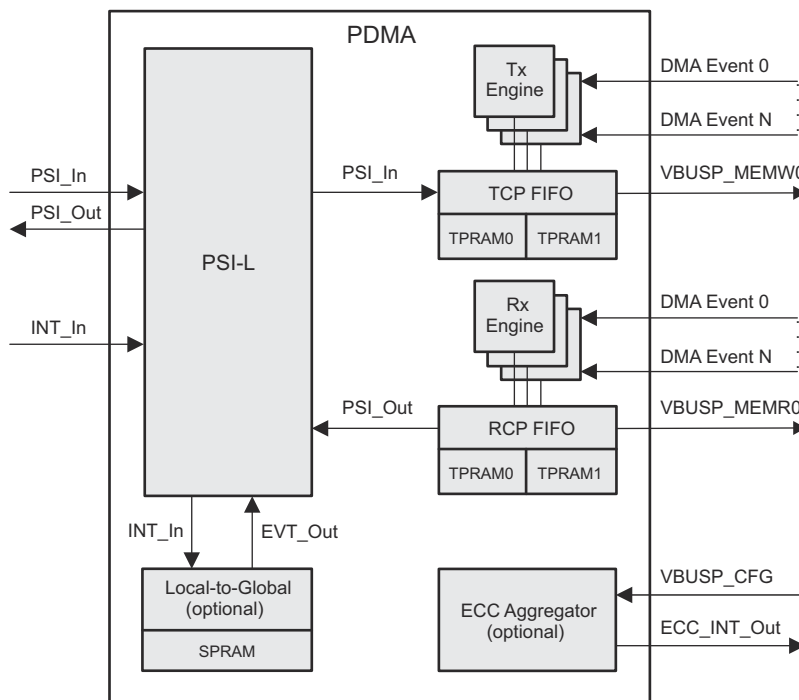 PDMA
Tx
Engine
DMA Event 0
DMA Event N
PSI_In
PSI_Out
PSI_In
TCP FIFO
VBUSP_MEMW0
TPRAM0
TPRAM1
PSI-L
INT_In
Rx
Engine
DMA Event 0
DMA Event N
PSI_Out
RCP FIFO
VBUSP_MEMR0
TPRAM0
TPRAM1
INT_In
EVT_Out
Local-to-Global
(optional)
SPRAM
ECC Aggregator
(optional)
VBUSP_CFG
ECC_INT_Out